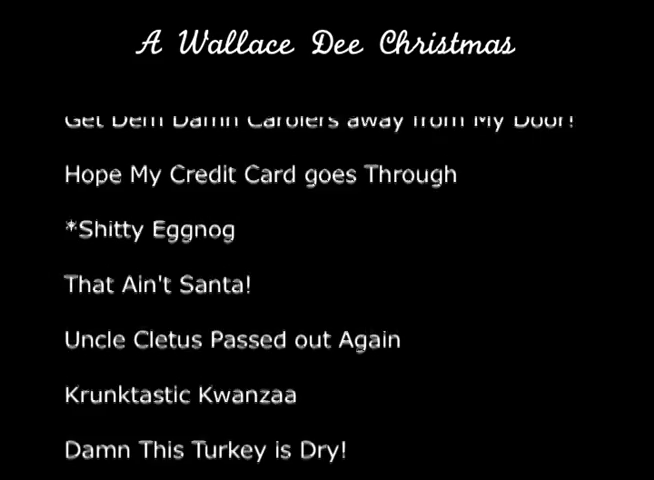 A Wallace Dee Christmas
Get Dem Damn Carolers away from My Door!
Hope My Credit Card goes Through
*Shitty Eggnog
That Ain't Santa!
Uncle Cletus Passed out Again
Krunktastic Kwanzaa
Damn This Turkey is Dry!